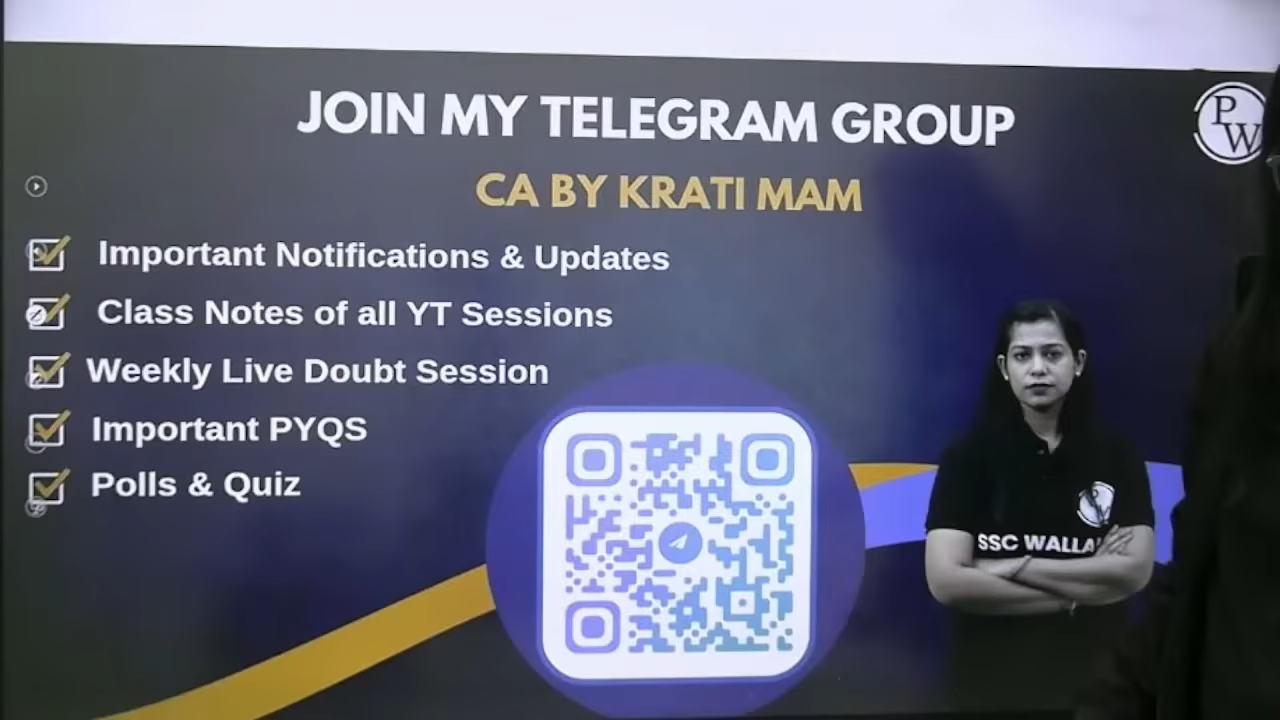 JOIN MY TELEGRAM GROUP
PW
CA BY KRATI MAM
Important Notifications & Updates
Class Notes of all YT Sessions
Weekly Live Doubt Session
Important PYQS
Polls & Quiz
SSC WALLA